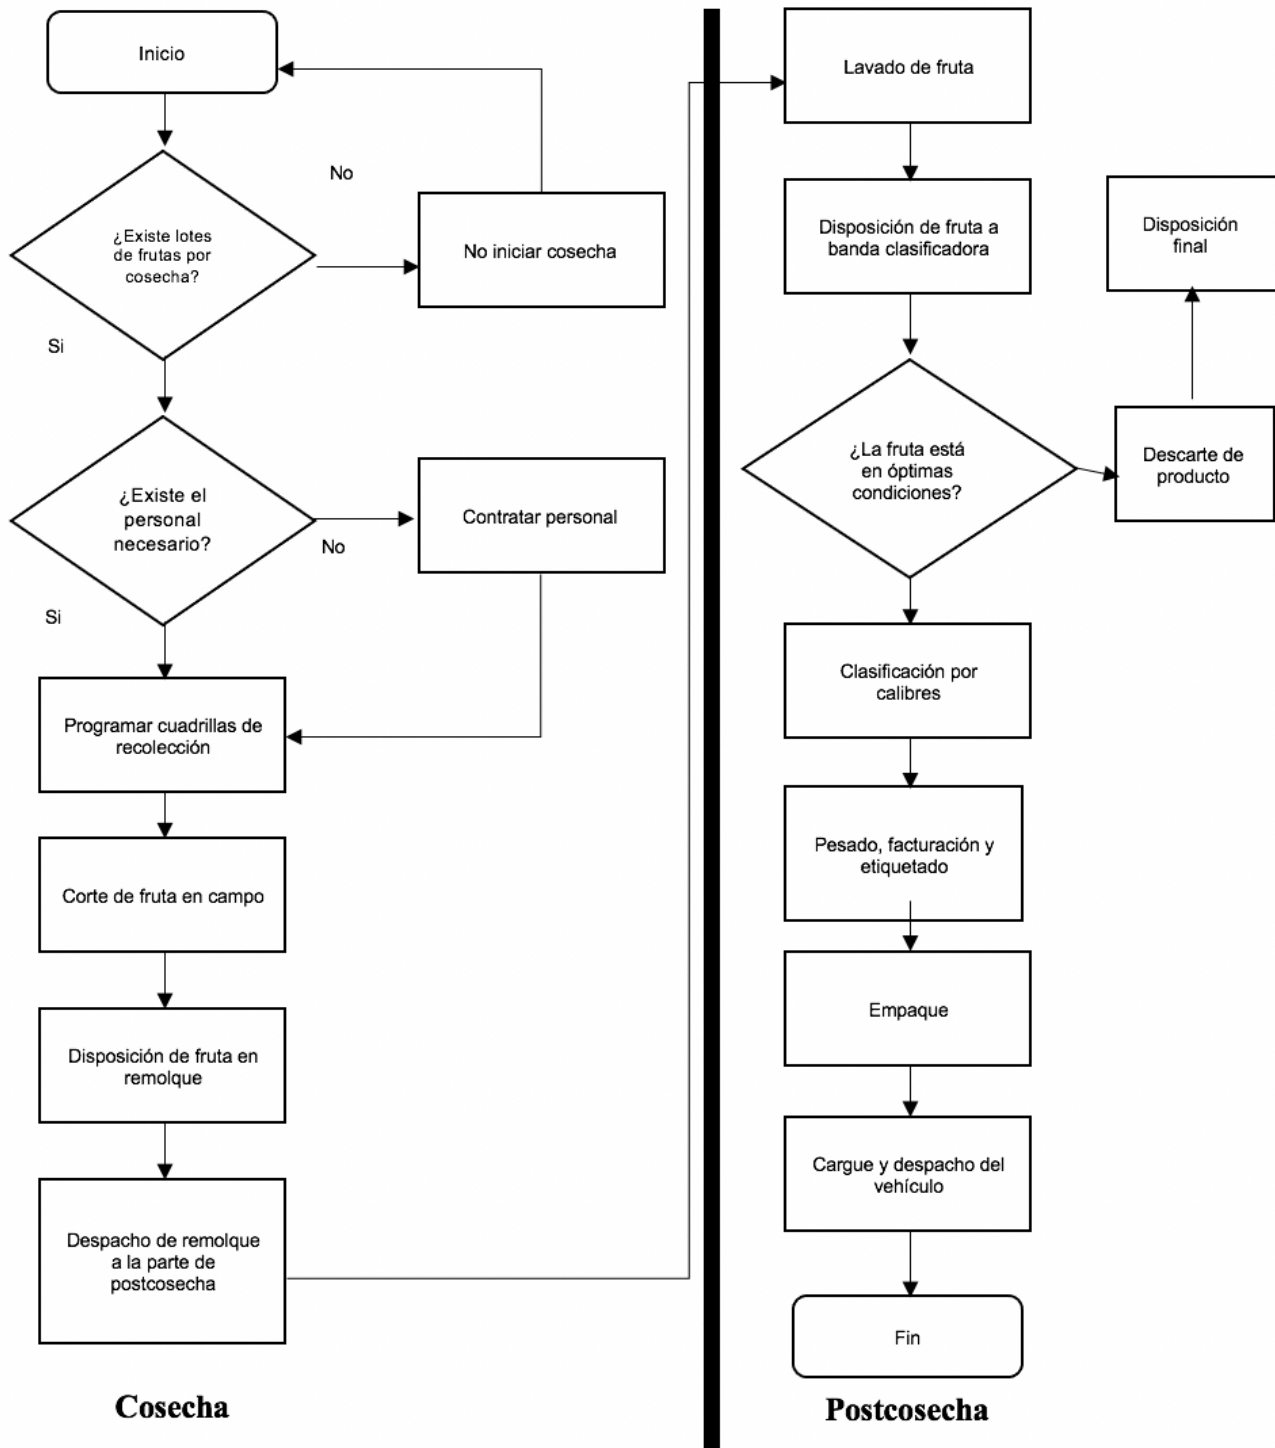 Inicio
No
¿Existe lotes
de frutas por
cosecha?
No iniciar cosecha
Si
¿Existe el
personal
necesario?
Contratar personal
No
Si
Programar cuadrillas de
recolección
Corte de fruta en campo
Disposición de fruta en
remolque
Despacho de remolque
a la parte de
postcosecha
Cosecha
Lavado de fruta
Disposición de fruta a
banda clasificadora
Disposición
final
¿La fruta está
en óptimas
condiciones?
Descarte de
producto
Clasificación por
calibres
Pesado, facturación y
etiquetado
Empaque
Cargue y despacho del
vehículo
Fin
Postcosecha